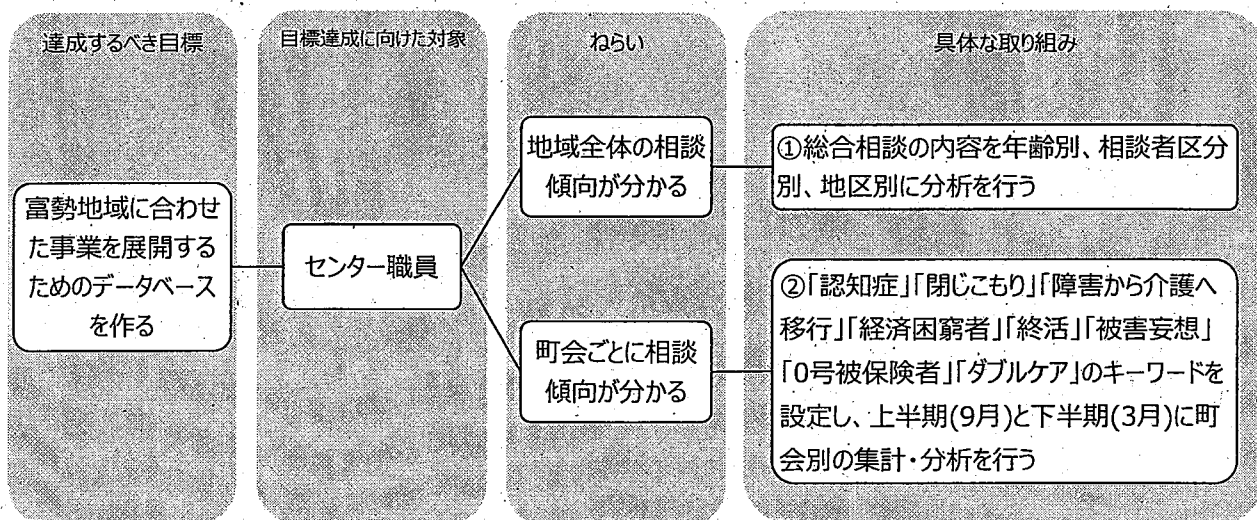 達成するべき目標
目標達成に向けた対象
ねらい
具体な取り組み
富勢地域に合わせ
た事業を展開する
ためのデータベース
を作る
センター職員
地域全体の相談
傾向が分かる
町会ごとに相談
傾向が分かる
①総合相談の内容を年齢別、相談者区分
別、地区別に分析を行う
②「認知症」「閉じこもり」「障害から介護へ
移行」「経済困窮者」「終活」「被害妄想」
「0号被保険者」「ダブルケア」のキーワードを
設定し、上半期(9月)と下半期(3月)に町
会別の集計・分析を行う